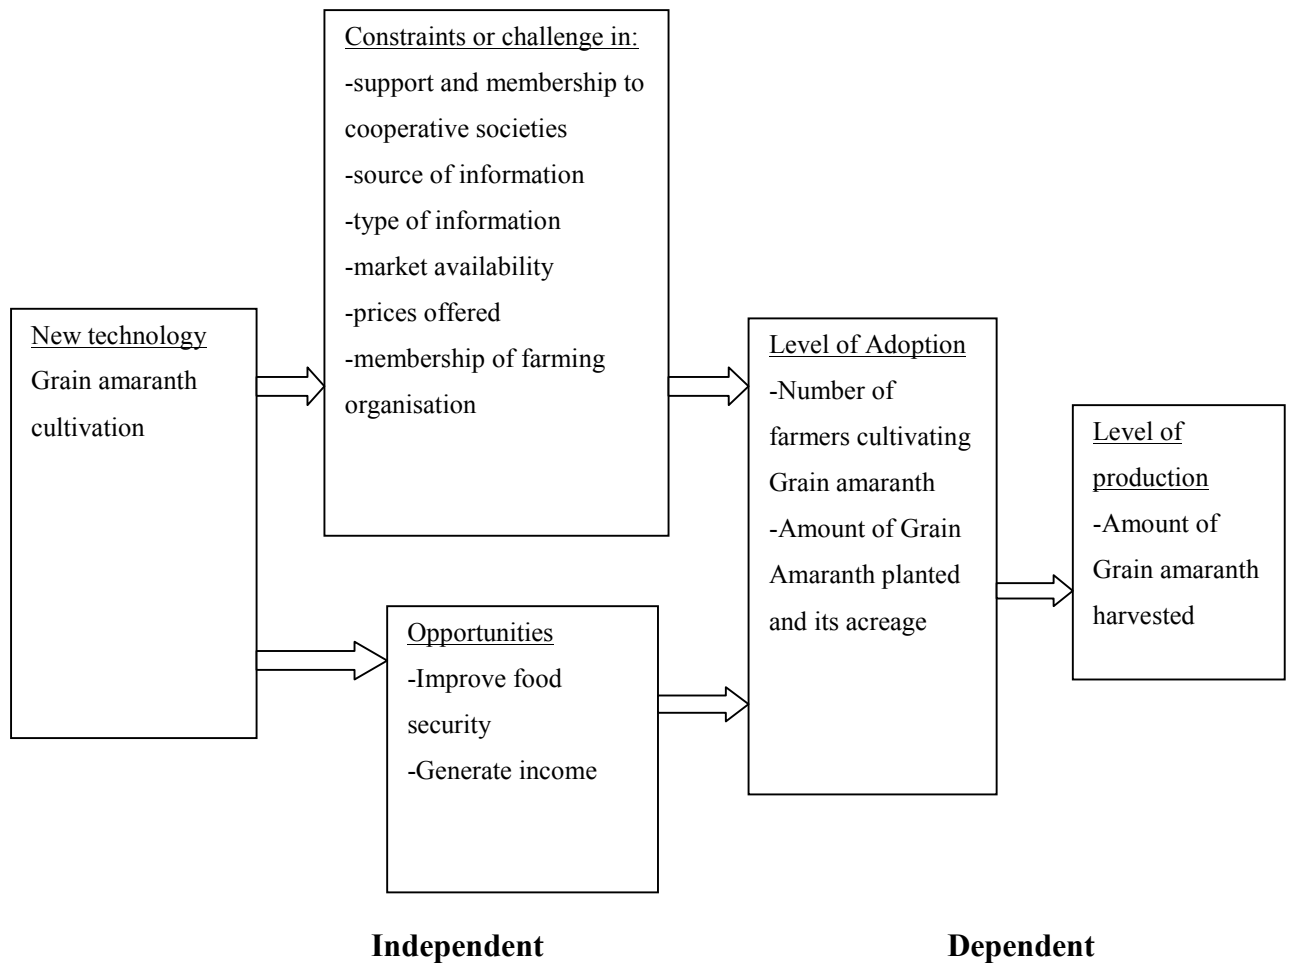 Constraints or challenge in:
-support and membership to
cooperative societies
-source of information
-type of information
-market availability
-prices offered
-membership of farming
organisation
New technology
Grain amaranth
cultivation
Opportunities
-Improve food
security
-Generate income
Level of Adoption
-Number of
farmers cultivating
Grain amaranth
-Amount of Grain
Amaranth planted
and its acreage
Level of
production
-Amount of
Grain amaranth
harvested
Independent
Dependent